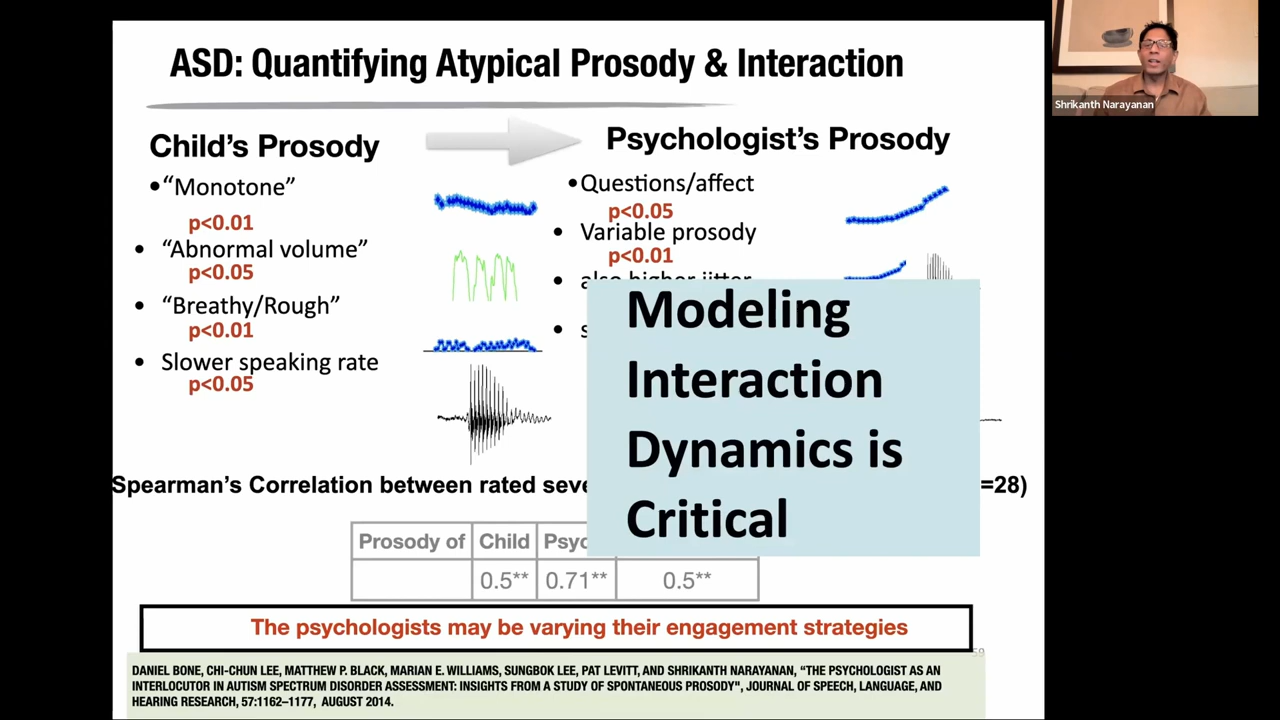 ASD: Quantifying Atypical Prosody & Interaction
Shrikanth Narayanan
Child's Prosody
•"Monotone"
p<0.01
• "Abnormal volume"
p<0.05
• "Breathy/Rough"
p<0.01
• Slower speaking rate
p<0.05
Psychologist's Prosody
•Questions/affect
p<0.05
• Variable prosody
p<0.01
• also higher jitter
Modeling
Interaction
Dynamics is
Critical
Spearman's Correlation between rated =28)
Prosody of Child
0.5** 0.71** 0.5**
The psychologists may be varying their engagement strategies
59
DANIEL BONE, CHI-CHUN LEE, MATTHEW P. BLACK, MARIAN E. WILLIAMS, SUNGBOK LEE, PAT LEVITT, AND SHRIKANTH NARAYANAN, "THE PSYCHOLOGIST AS AN
INTERLOCUTOR IN AUTISM SPECTRUM DISORDER ASSESSMENT: INSIGHTS FROM A STUDY OF SPONTANEOUS PROSODY", JOURNAL OF SPEECH, LANGUAGE, AND
HEARING RESEARCH, 57:1162–1177, AUGUST 2014.